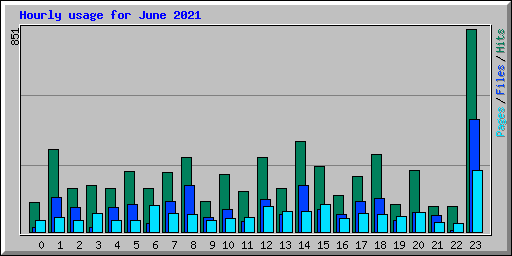 Hourly usage for June 2021
851
Pages/Files/Hits
0 1 2 3 4 5 6 7 8 9 10 11 12 13 14 15 16 17 18 19 20 21 22 23